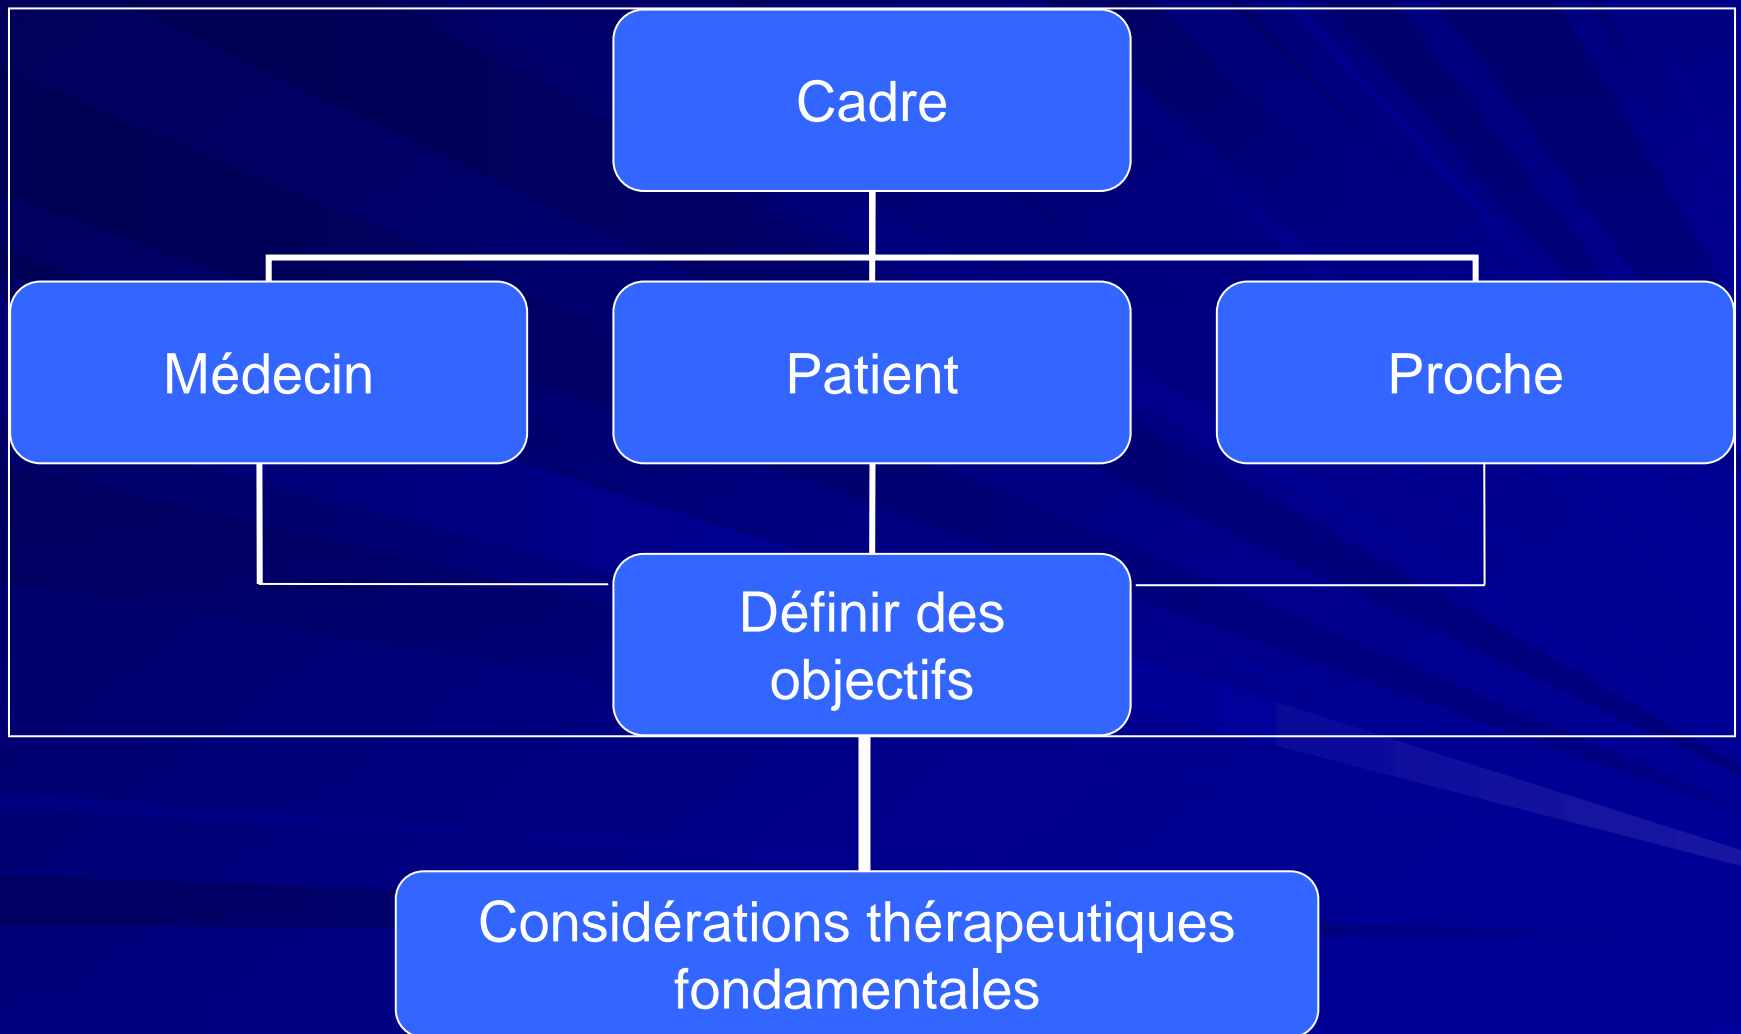 Cadre
Médecin
Patient
Proche
Définir des
objectifs
Considérations thérapeutiques
fondamentales